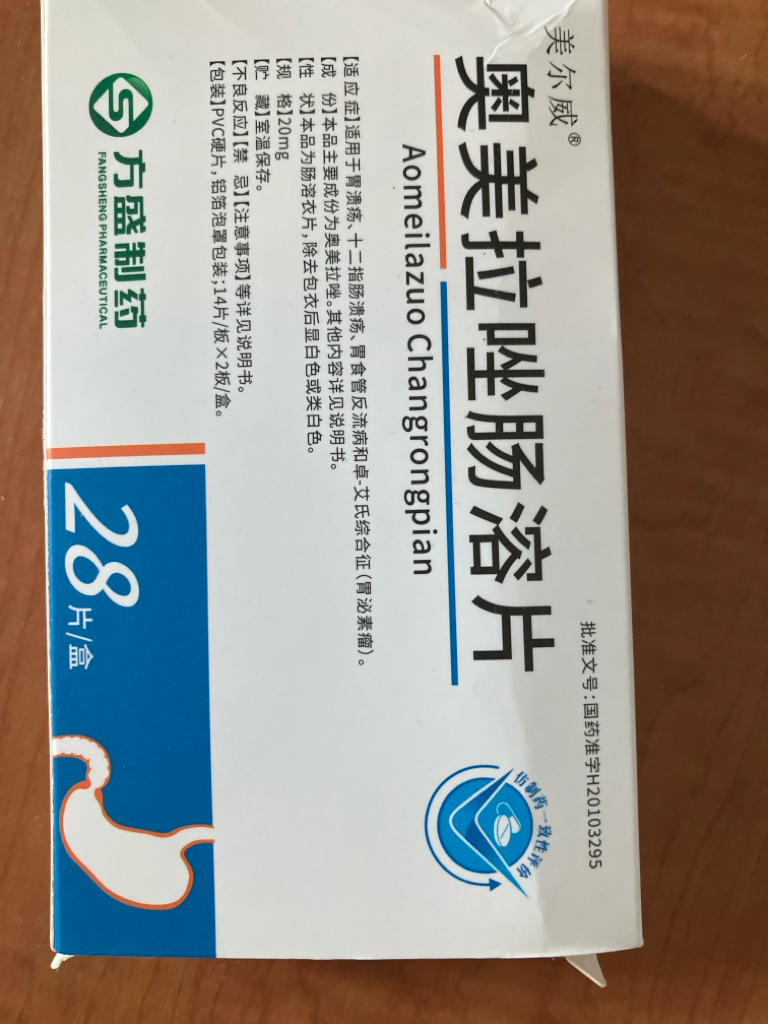 美尔威®
批准文号:国药准字H20103295
奥美拉唑肠溶片
Aomeilazuo Changrongpian
仿制药一致性评价
【适应症】适用于胃溃疡、十二指肠溃疡、胃食管反流病和卓-艾氏综合征(胃泌素瘤)。
【成 份】本品主要成份为奥美拉唑。其他内容详见说明书。
【性 状】本品为肠溶衣片,除去包衣后显白色或类白色。
【规 格】20mg
【贮 藏】室温保存。
【不良反应】【禁 忌】【注意事项】等详见说明书。
【包装】PVC硬片,铝箔泡罩包装;14片/板×2板/盒。
方盛制药
FANGSHENG PHARMACEUTICAL
28片/盒